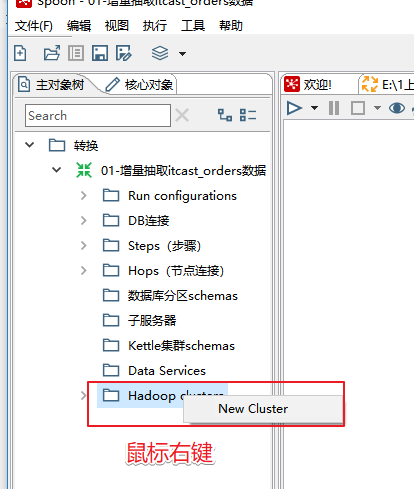 Spoon - 01-增量抽取itcast_orders数据
文件(F) 编辑 视图 执行 工具 帮助
主对象树 核心对象
欢迎! E:\1上
Search
转换
01-增量抽取itcast_orders数据
Run configurations
DB连接
Steps（步骤）
Hops（节点连接）
数据库分区schemas
子服务器
Kettle集群schemas
Data Services
Hadoop clusters
New Cluster
鼠标右键